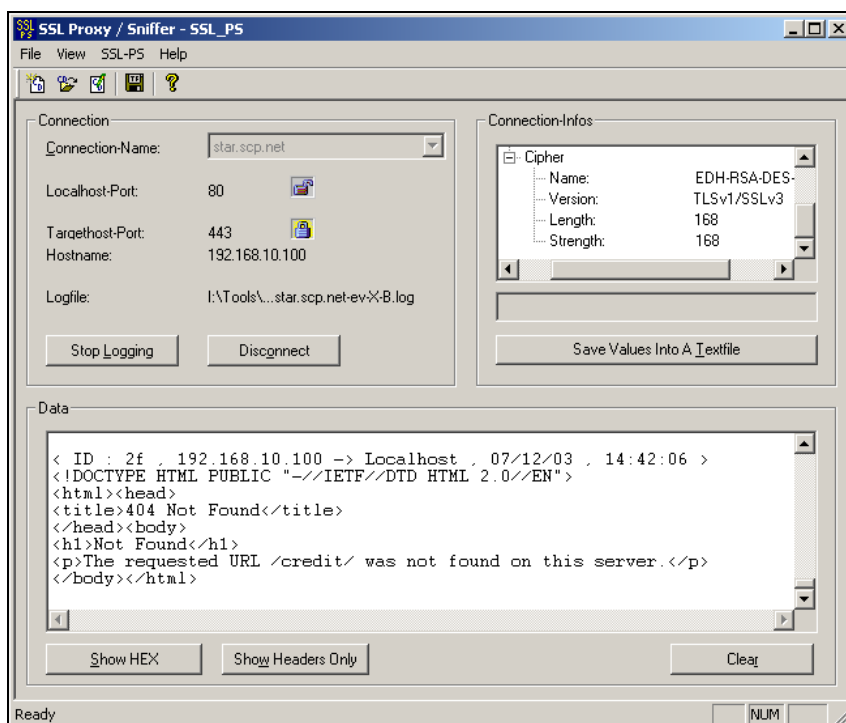 SSL PS SSL Proxy / Sniffer - SSL_PS
File View SSL-PS Help
Connection
Connection-Name: star.scp.net
Localhost-Port: 80
Targethost-Port: 443
Hostname: 192.168.10.100
Logfile: I:\Tools\...star.scp.net-ev-X-B.log
Stop Logging Disconnect
Connection-Infos
Cipher
Name: EDH-RSA-DES-
Version: TLSv1/SSLv3
Length: 168
Strength: 168
Save Values Into A Textfile
Data
< ID : 2f , 192.168.10.100 -> Localhost , 07/12/03 , 14:42:06 >
<!DOCTYPE HTML PUBLIC "-//IETF//DTD HTML 2.0//EN">
<html><head>
<title>404 Not Found</title>
</head><body>
<h1>Not Found</h1>
<p>The requested URL /credit/ was not found on this server.</p>
</body></html>
Show HEX Show Headers Only Clear
Ready NUM